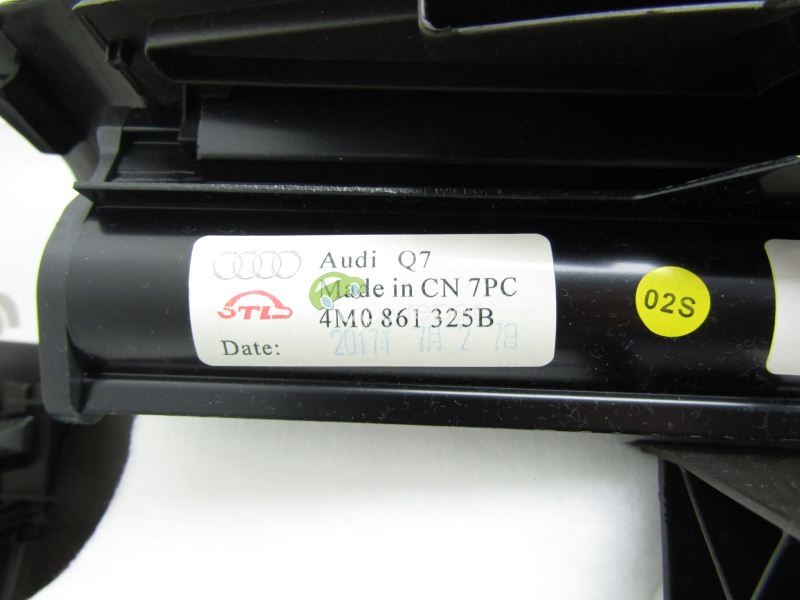 Audi Q7
Made in CN 7PC
STL
4M0 861 325B
Date:
02S